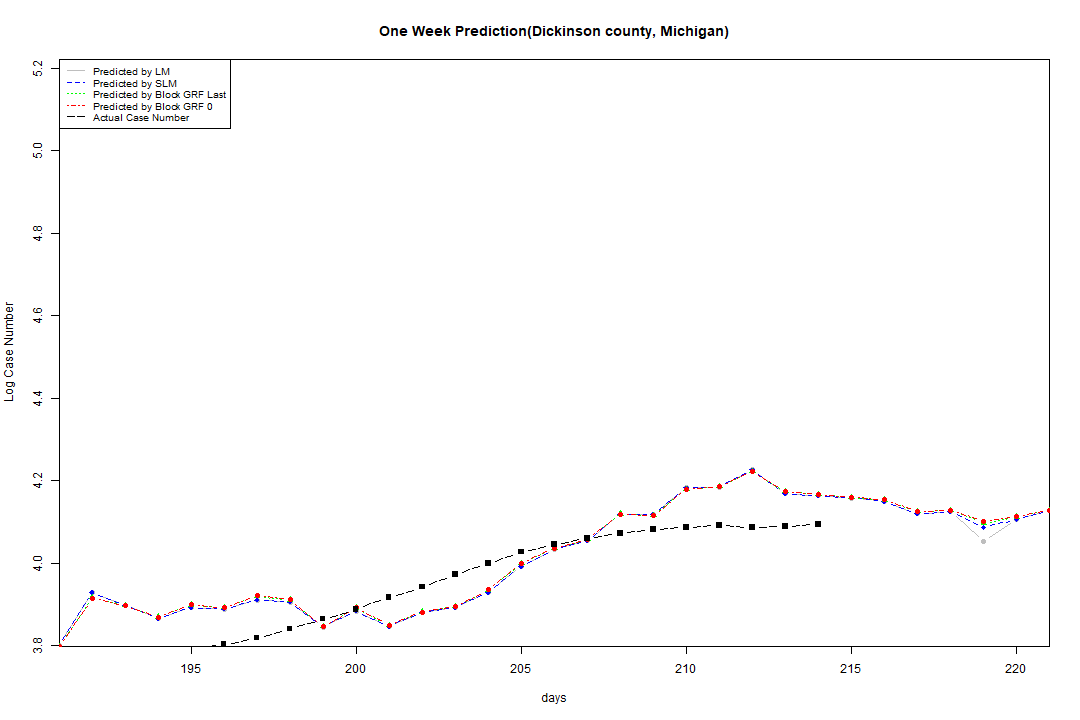 One Week Prediction(Dickinson county, Michigan)
Predicted by LM
Predicted by SLM
Predicted by Block GRF Last
Predicted by Block GRF 0
Actual Case Number
Log Case Number
5.2
5.0
4.8
4.6
4.4
4.2
4.0
3.8
195 200 205 210 215 220
days